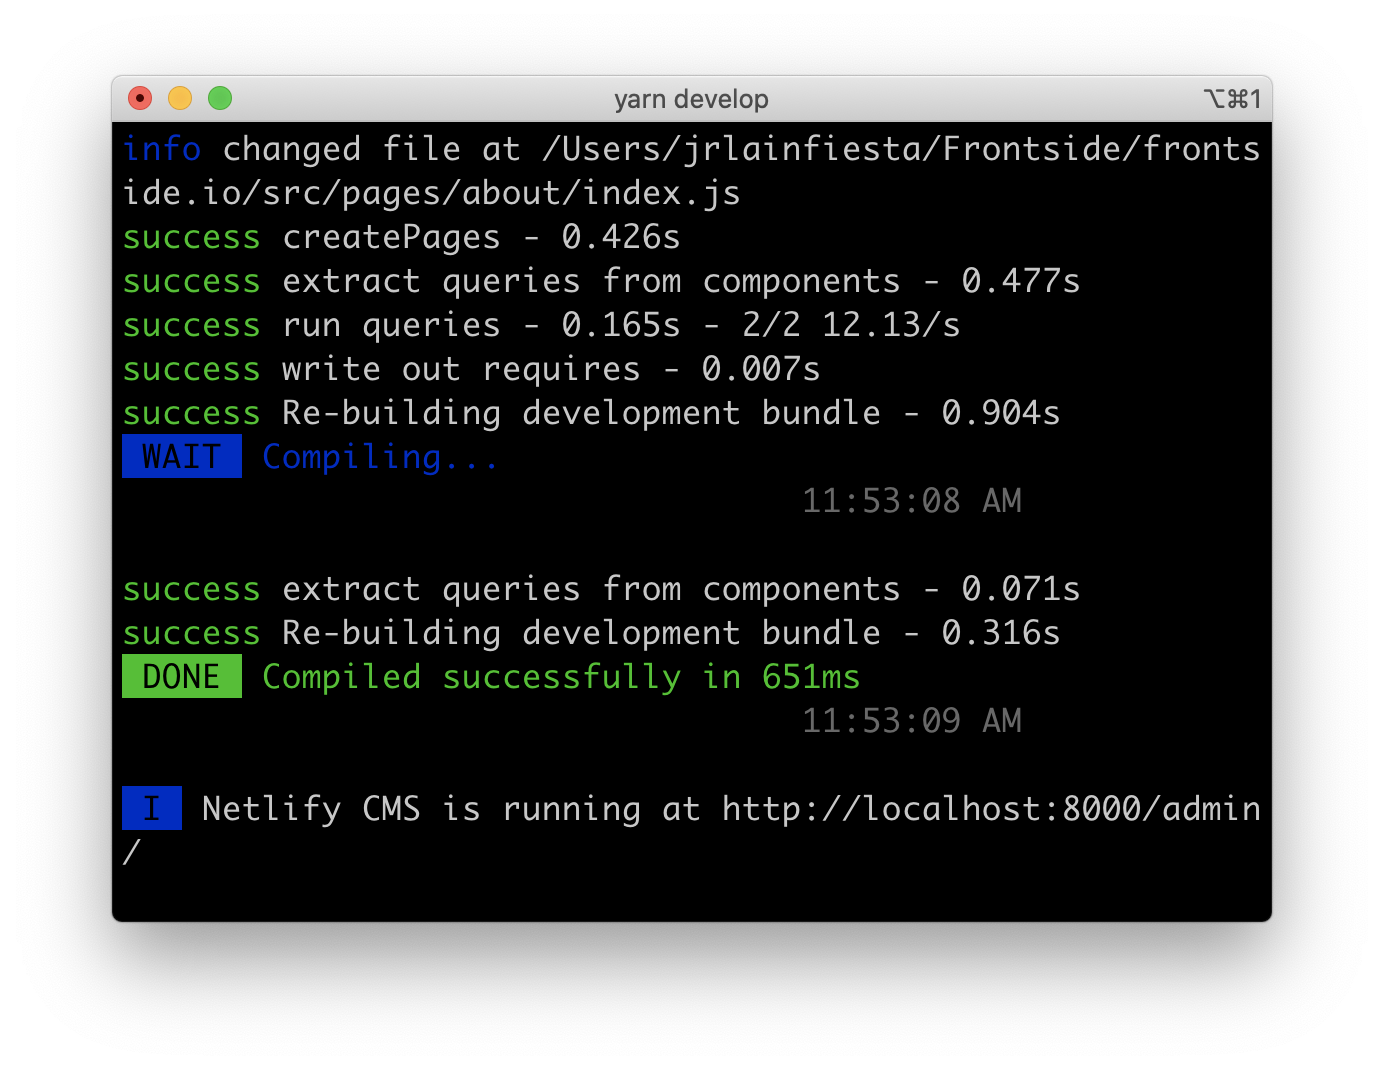 yarn develop ⌥⌘1
info changed file at /Users/jrlainfiesta/Frontside/fronts
ide.io/src/pages/about/index.js
success createPages - 0.426s
success extract queries from components - 0.477s
success run queries - 0.165s - 2/2 12.13/s
success write out requires - 0.007s
success Re-building development bundle - 0.904s
WAIT Compiling...
11:53:08 AM
success extract queries from components - 0.071s
success Re-building development bundle - 0.316s
DONE Compiled successfully in 651ms
11:53:09 AM
I Netlify CMS is running at http://localhost:8000/admin
/